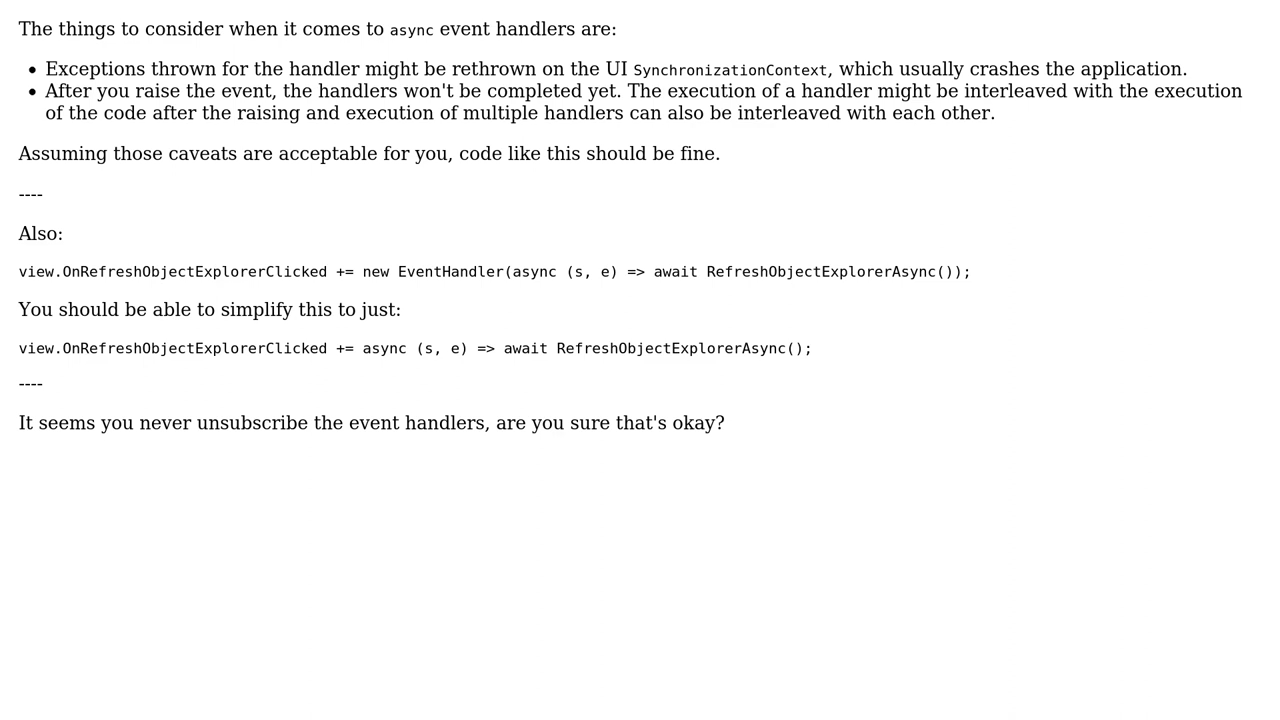 The things to consider when it comes to async event handlers are:
• Exceptions thrown for the handler might be rethrown on the UI SynchronizationContext, which usually crashes the application.
• After you raise the event, the handlers won't be completed yet. The execution of a handler might be interleaved with the execution
of the code after the raising and execution of multiple handlers can also be interleaved with each other.
Assuming those caveats are acceptable for you, code like this should be fine.
----
Also:
view.OnRefreshObjectExplorerClicked += new EventHandler(async (s, e) => await RefreshObjectExplorerAsync());
You should be able to simplify this to just:
view.OnRefreshObjectExplorerClicked += async (s, e) => await RefreshObjectExplorerAsync();
----
It seems you never unsubscribe the event handlers, are you sure that's okay?